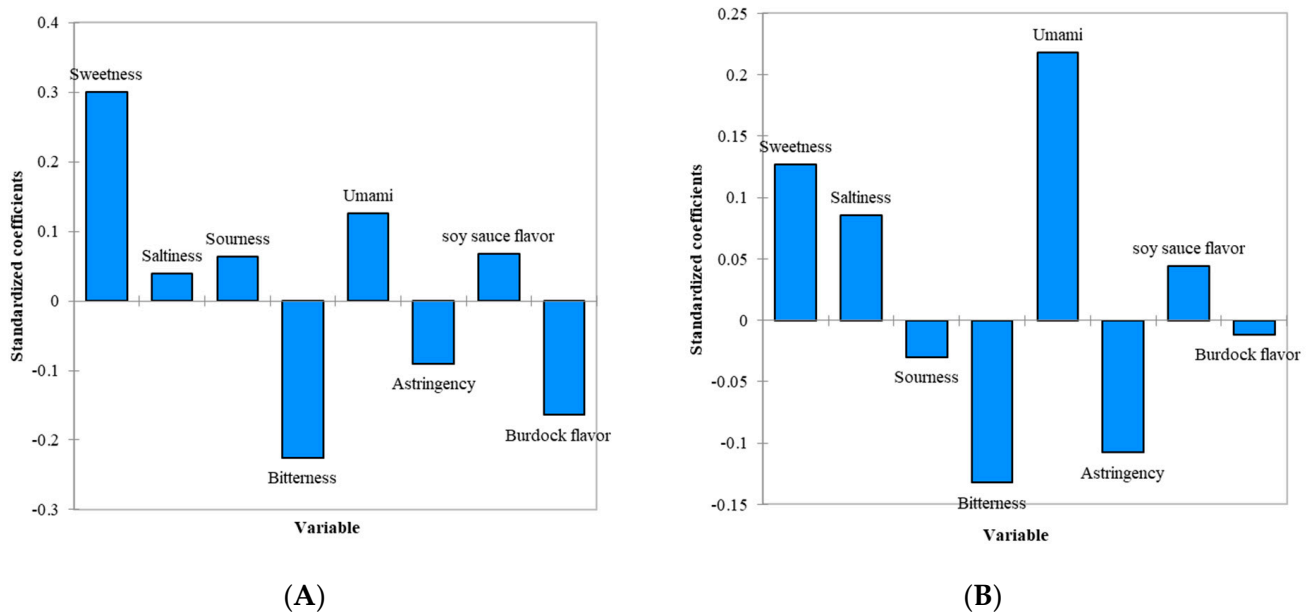 0.4
0.3
0.2
0.1
0
-0.1
-0.2
-0.3
Standardized coefficients
Sweetness
Saltiness
Sourness
Bitterness
Umami
Astringency
soy sauce flavor
Burdock flavor
Variable
(A)
0.25
0.2
0.15
0.1
0.05
0
-0.05
-0.1
-0.15
Standardized coefficients
Sweetness
Saltiness
Sourness
Bitterness
Umami
Astringency
soy sauce flavor
Burdock flavor
Variable
(B)